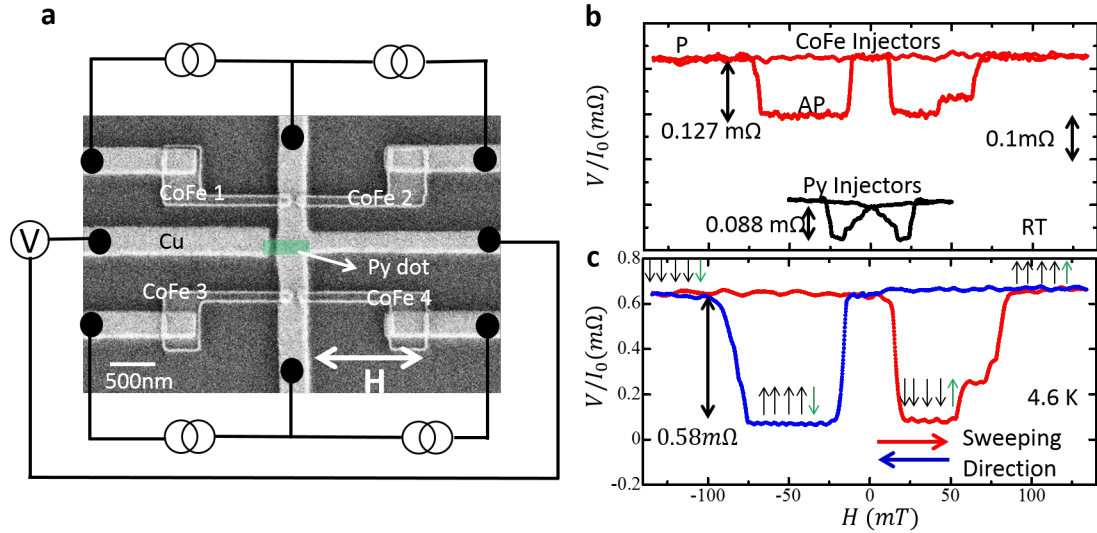 a
CoFe 1
CoFe 2
V
Cu
Py dot
CoFe 3
CoFe 4
500nm
H
b
P
CoFe Injectors
AP
0.127 mΩ
0.1mΩ
V/I₀(mΩ)
Py Injectors
0.088 mΩ
RT
c
0.8
0.6
0.4
0.2
0
-0.2
V/I₀(mΩ)
0.58mΩ
4.6 K
Sweeping
Direction
-100
-50
0
50
100
H (mT)